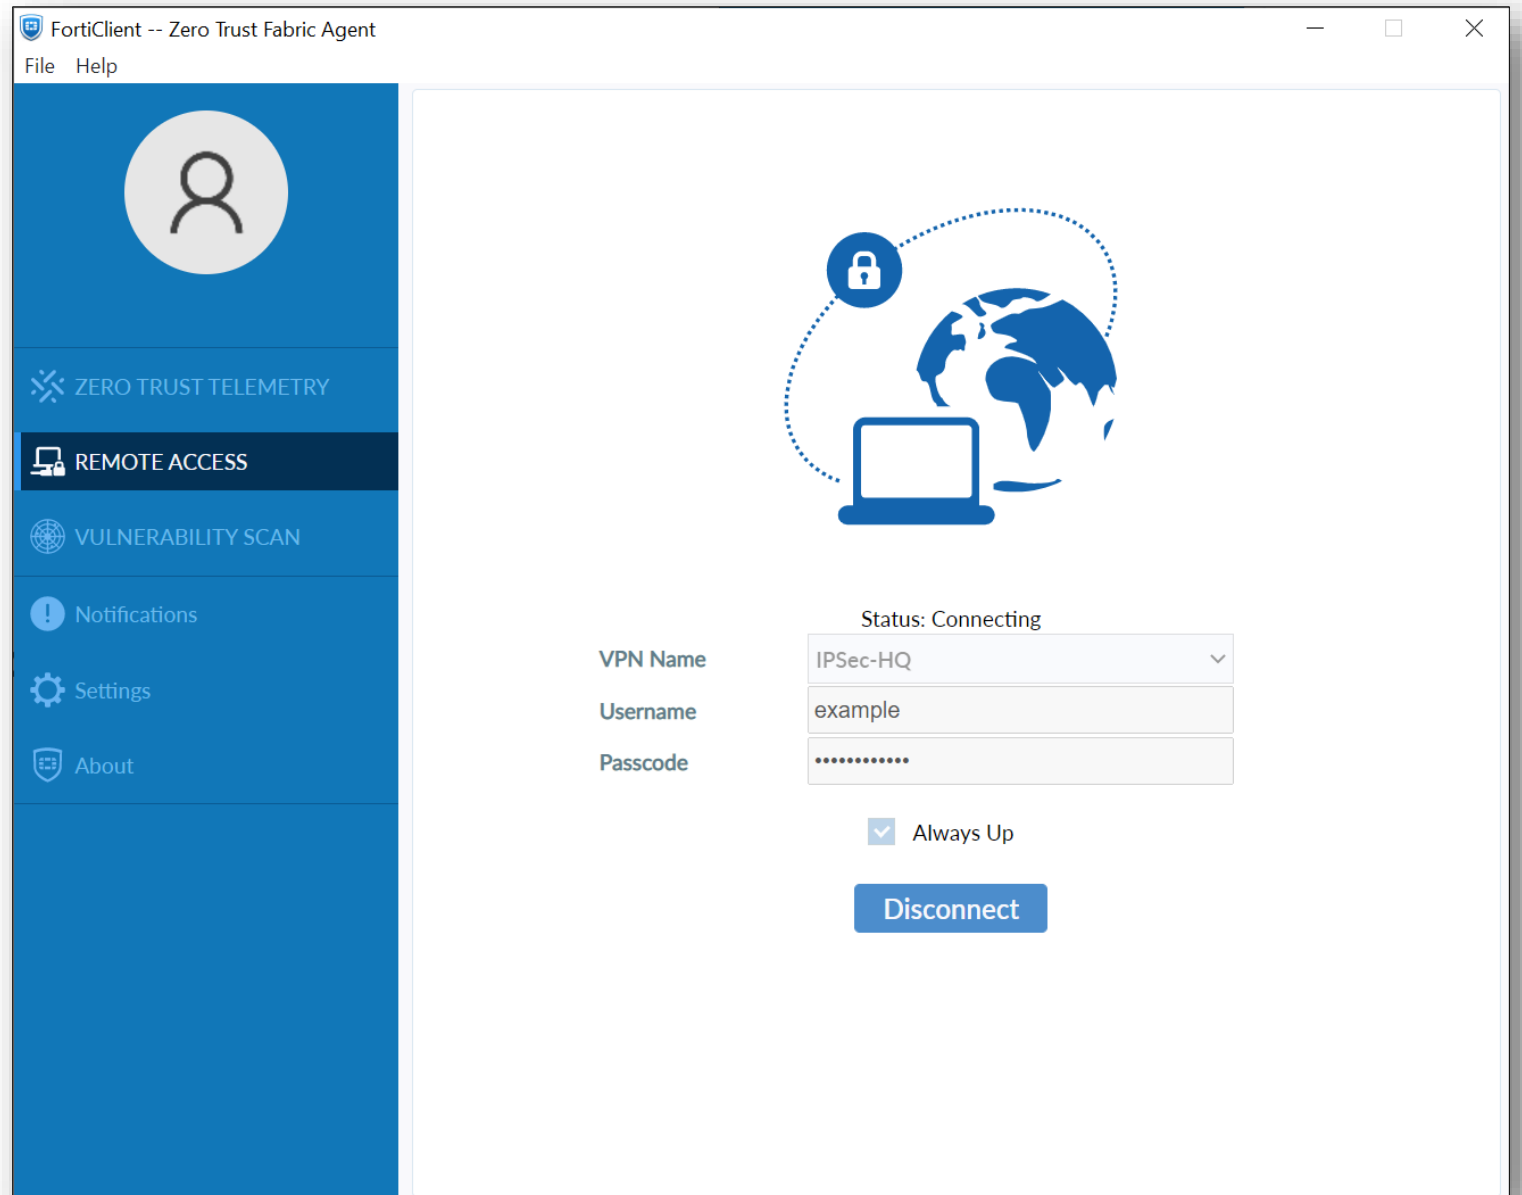 FortiClient -- Zero Trust Fabric Agent
File Help
ZERO TRUST TELEMETRY
REMOTE ACCESS
VULNERABILITY SCAN
Notifications
Settings
About
Status: Connecting
VPN Name IPSec-HQ
Username example
Passcode ••••••••••••
Always Up
Disconnect